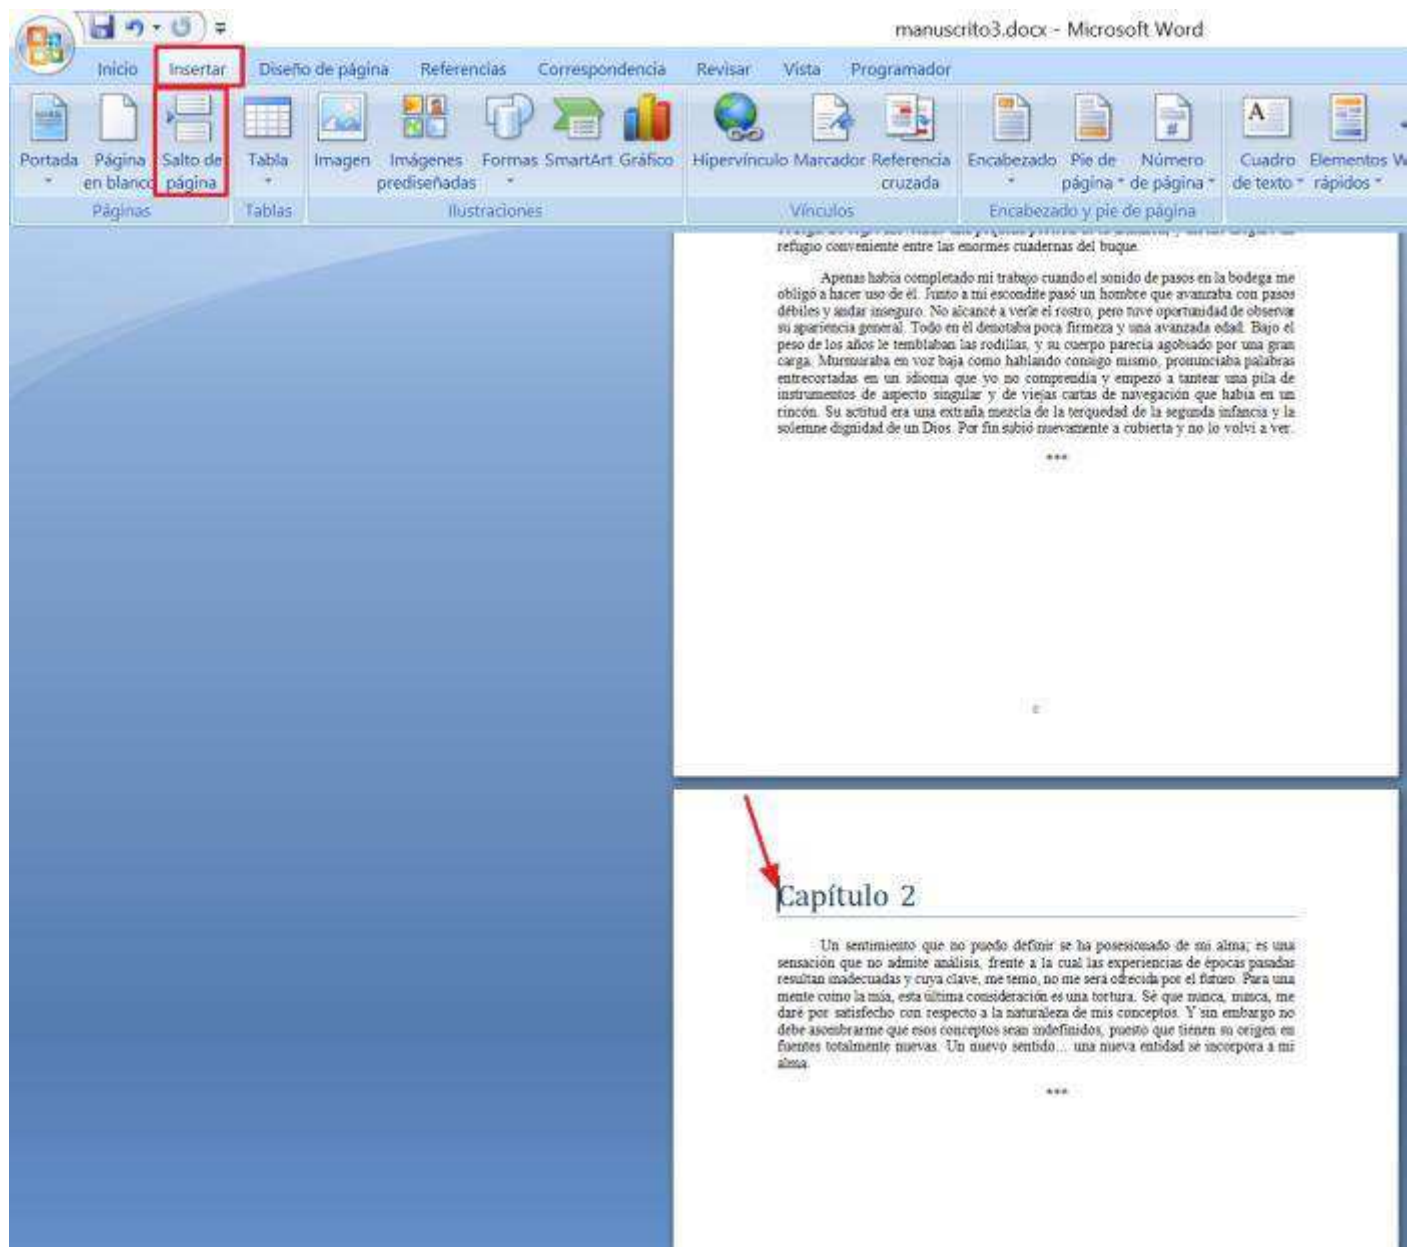 manuscrito3.docx - Microsoft Word
Inicio Insertar Diseño de página Referencias Correspondencia Revisar Vista Programador
Portada Página Salto de Tabla Imagen Imágenes Formas SmartArt Gráfico Hipervínculo Marcador Referencia Encabezado Pie de Número Cuadro Elementos W
en blanco página prediseñadas cruzada página de página de texto rápidos
Páginas Tablas Ilustraciones Vínculos Encabezado y pie de página
refugio conveniente entre las enormes cuadernas del buque.
Apenas había completado mi trabajo cuando el sonido de pasos en la bodega me
obligó a hacer uso de él. Junto a mi escondite pasó un hombre que avanzaba con pasos
débiles y andar inseguro. No alcancé a verle el rostro, pero tuve oportunidad de observar
su apariencia general. Todo en él denotaba poca firmeza y una avanzada edad. Bajo el
peso de los años le temblaban las rodillas, y su cuerpo parecía agobiado por una gran
carga. Murmuraba en voz baja como hablando consigo mismo, pronunciaba palabras
entrecortadas en un idioma que yo no comprendía y empezó a tantear una pila de
instrumentos de aspecto singular y de viejas cartas de navegación que había en un
rincón. Su actitud era una extraña mezcla de la terquedad de la segunda infancia y la
solemne dignidad de un Dios. Por fin subió nuevamente a cubierta y no lo volví a ver.
***
Capítulo 2
Un sentimiento que no puedo definir se ha posesionado de mi alma; es una
sensación que no admite análisis, frente a la cual las experiencias de épocas pasadas
resultan inadecuadas y cuya clave, me temo, no me será ofrecida por el futuro. Para una
mente como la mía, esta última consideración es una tortura. Sé que nunca, nunca, me
daré por satisfecho con respecto a la naturaleza de mis conceptos. Y sin embargo no
debe asombrarme que esos conceptos sean indefinidos, puesto que tienen su origen en
fuentes totalmente nuevas. Un nuevo sentido... una nueva entidad se incorpora a mi
alma.
***